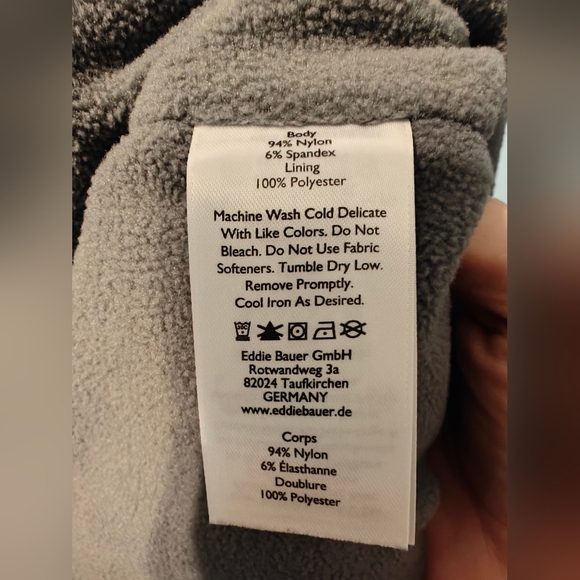 Body
94% Nylon
6% Spandex
Lining
100% Polyester
Machine Wash Cold Delicate
With Like Colors. Do Not
Bleach. Do Not Use Fabric
Softeners. Tumble Dry Low.
Remove Promptly.
Cool Iron As Desired.
Eddie Bauer GmbH
Rotwandweg 3a
82024 Taufkirchen
GERMANY
www.eddiebauer.de
Corps
94% Nylon
6% Élasthanne
Doublure
100% Polyester